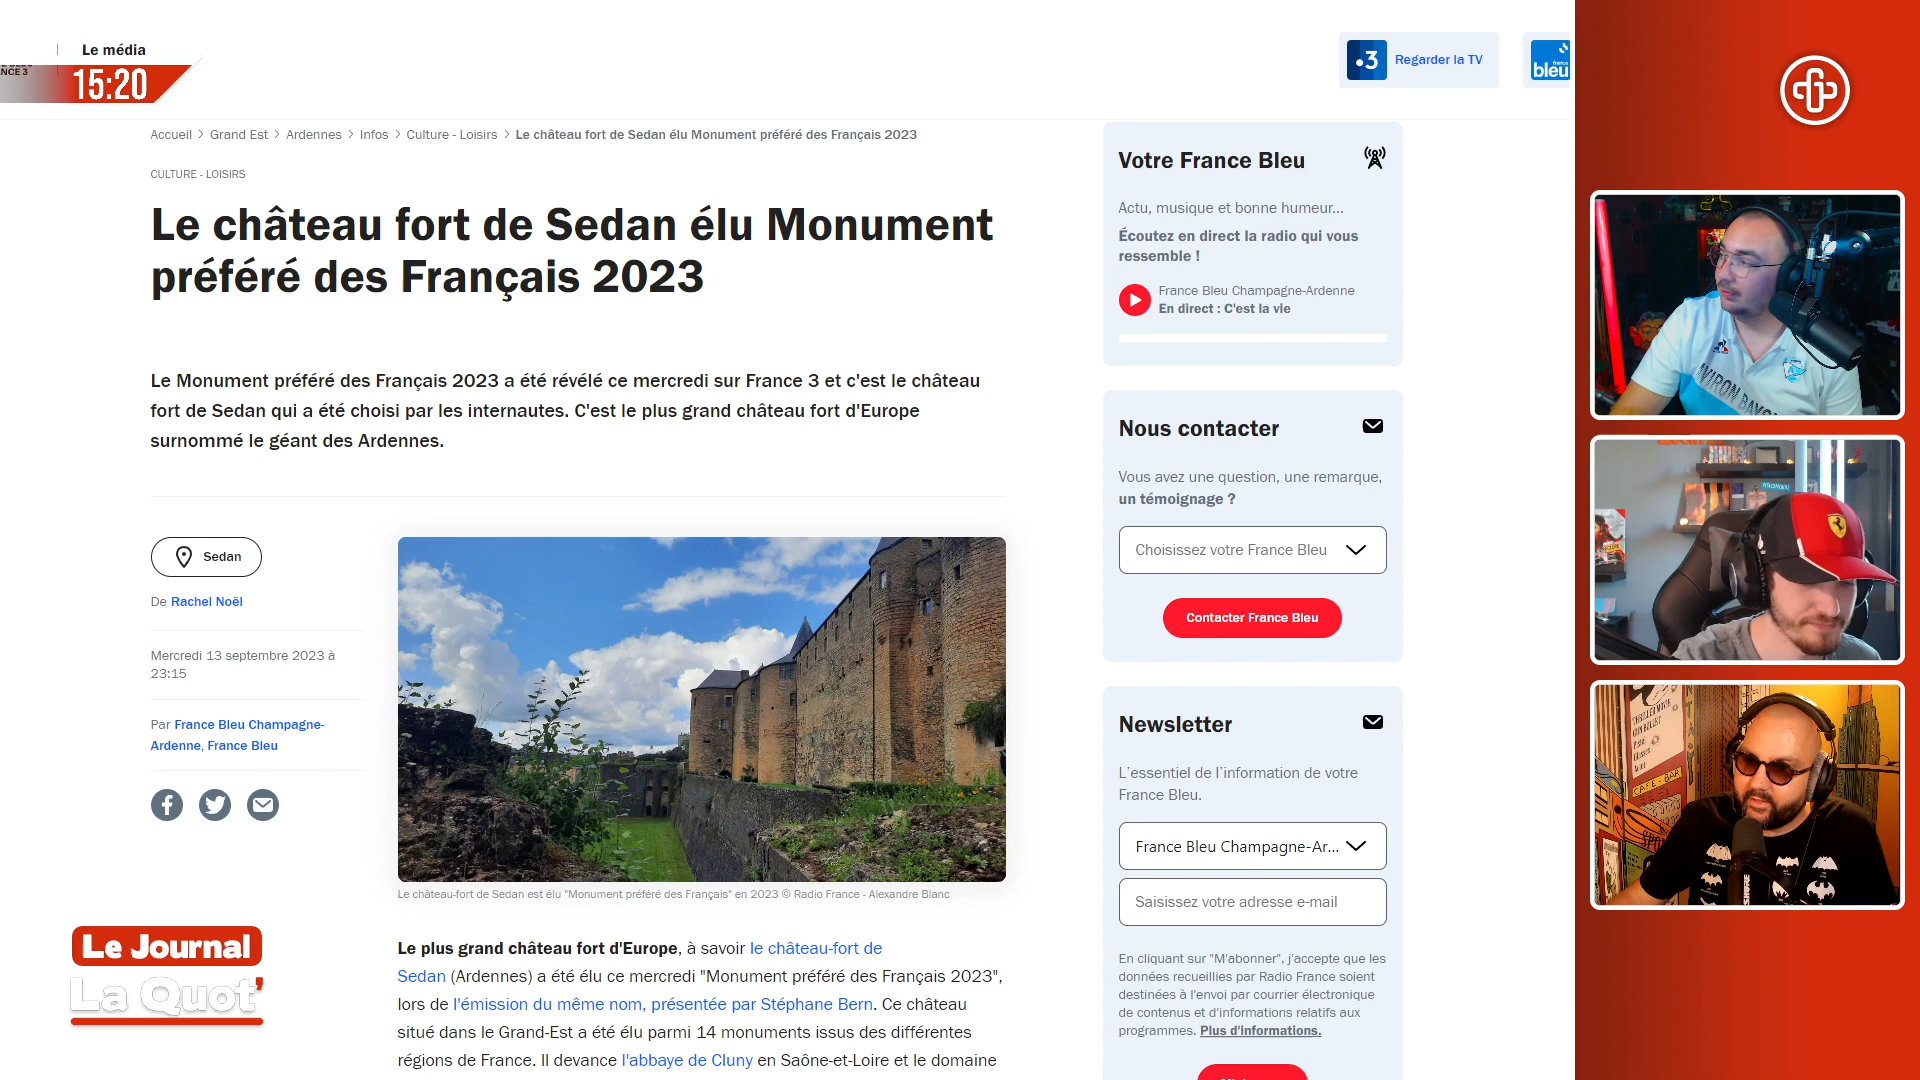 Le média
NCE 3
15:20
Regarder la TV
france
bleu
Accueil > Grand Est > Ardennes > Infos > Culture - Loisirs > Le château fort de Sedan élu Monument préféré des Français 2023
CULTURE - LOISIRS
Le château fort de Sedan élu Monument
préféré des Français 2023
Le Monument préféré des Français 2023 a été révélé ce mercredi sur France 3 et c'est le château
fort de Sedan qui a été choisi par les internautes. C'est le plus grand château fort d'Europe
surnommé le géant des Ardennes.
Sedan
De Rachel Noël
Mercredi 13 septembre 2023 à
23:15
Par France Bleu Champagne-
Ardenne, France Bleu
Le château-fort de Sedan est élu "Monument préféré des Français" en 2023 © Radio France - Alexandre Blanc
Le plus grand château fort d'Europe, à savoir le château-fort de
Sedan (Ardennes) a été élu ce mercredi "Monument préféré des Français 2023",
lors de l'émission du même nom, présentée par Stéphane Bern. Ce château
situé dans le Grand-Est a été élu parmi 14 monuments issus des différentes
régions de France. Il devance l'abbaye de Cluny en Saône-et-Loire et le domaine
Le Journal
La Quot'
Votre France Bleu
Actu, musique et bonne humeur...
Écoutez en direct la radio qui vous
ressemble !
France Bleu Champagne-Ardenne
En direct : C'est la vie
Nous contacter
Vous avez une question, une remarque,
un témoignage ?
Choisissez votre France Bleu
Contacter France Bleu
Newsletter
L'essentiel de l'information de votre
France Bleu.
France Bleu Champagne-Ar...
Saisissez votre adresse e-mail
En cliquant sur "M'abonner", j'accepte que les
données recueillies par Radio France soient
destinées à l'envoi par courrier électronique
de contenus et d'informations relatifs aux
programmes. Plus d'informations.
AVIRON BAYO
CAFE - BAR